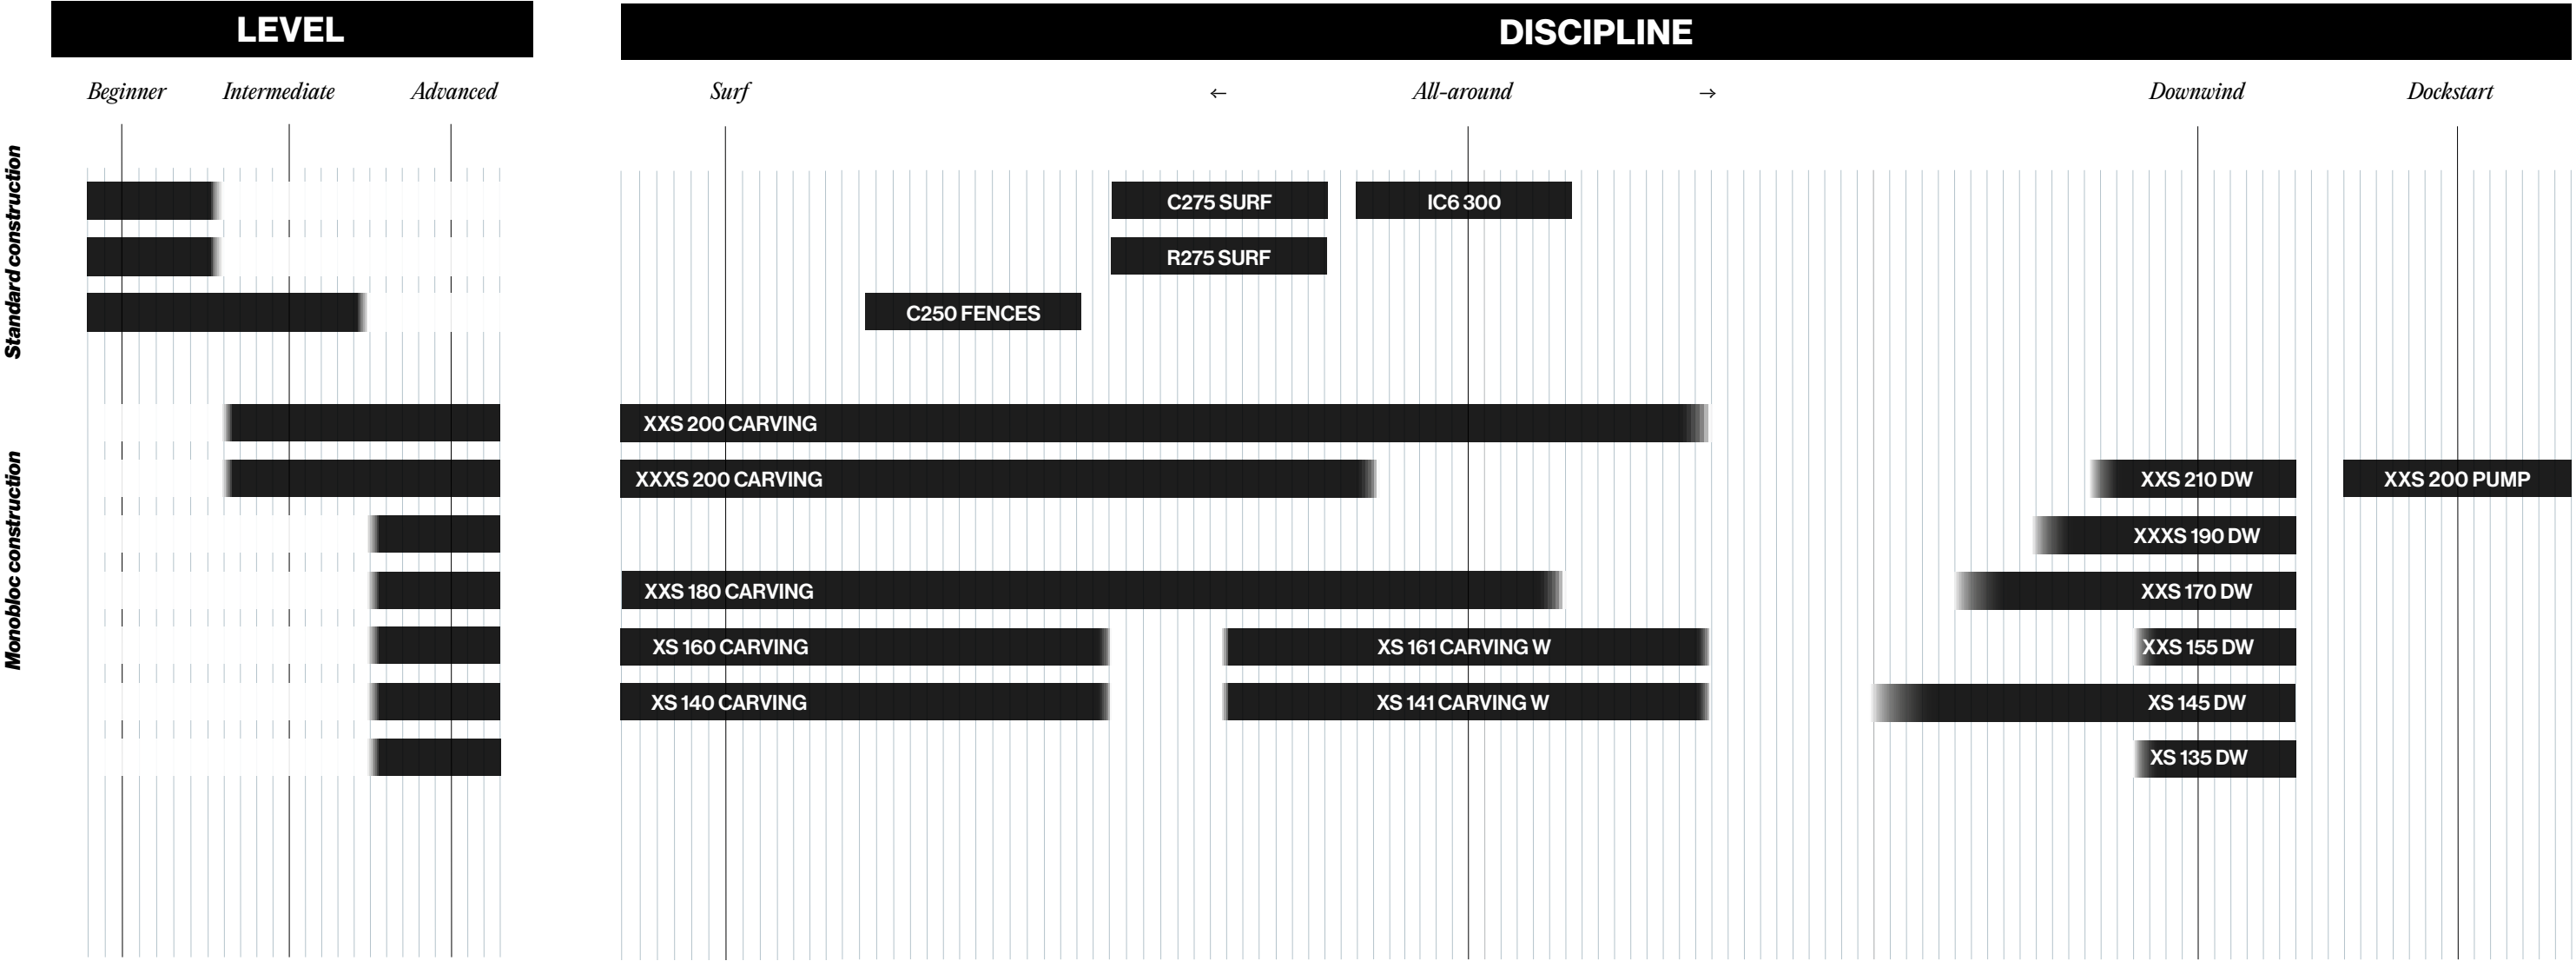 LEVEL
DISCIPLINE
Beginner Intermediate Advanced
Surf ← All-around → Downwind Dockstart
Standard construction
C275 SURF IC6 300
R275 SURF
C250 FENCES
Monobloc construction
XXS 200 CARVING
XXXS 200 CARVING XXS 210 DW XXS 200 PUMP
XXXS 190 DW
XXS 180 CARVING XXS 170 DW
XS 160 CARVING XS 161 CARVING W XXS 155 DW
XS 140 CARVING XS 141 CARVING W XS 145 DW
XS 135 DW